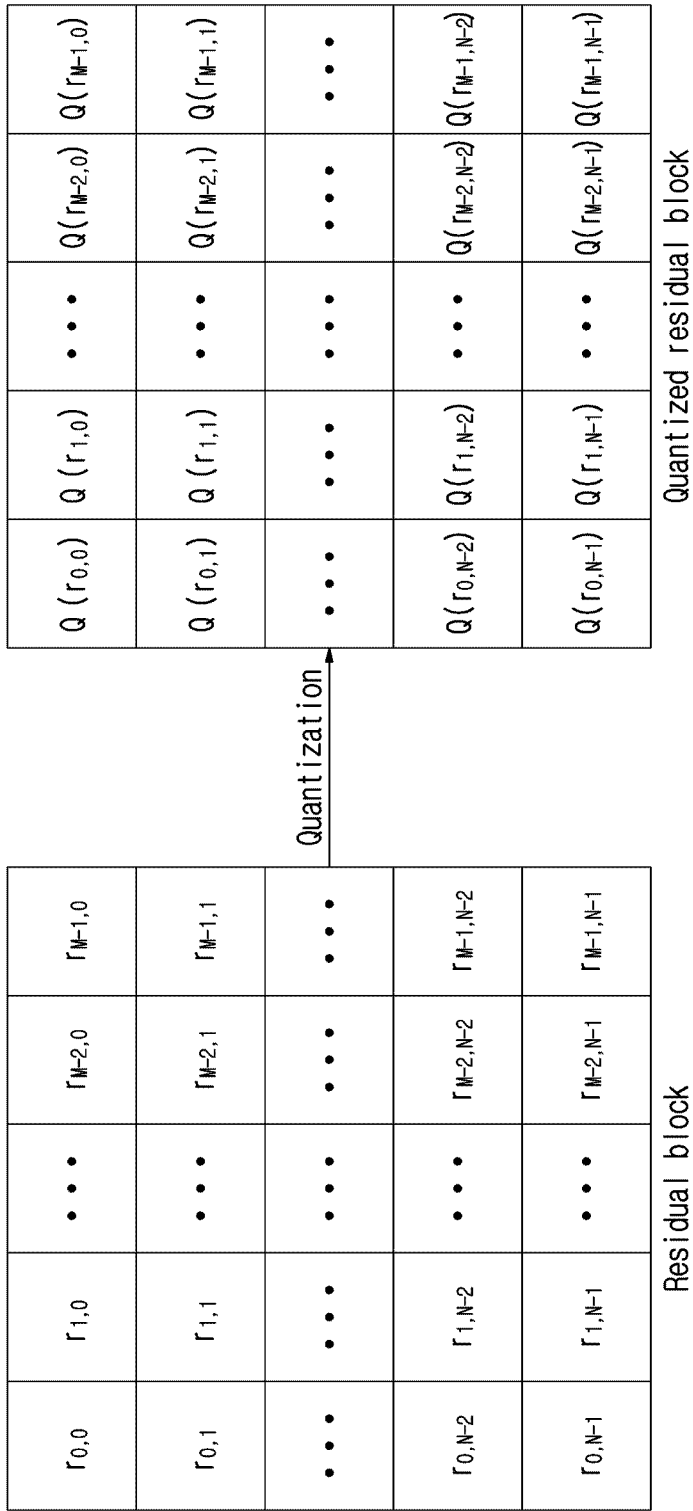 r0,0 r1,0 ••• rM-2,0 rM-1,0
r0,1 r1,1 ••• rM-2,1 rM-1,1
••• ••• ••• ••• •••
r0,N-2 r1,N-2 ••• rM-2,N-2 rM-1,N-2
r0,N-1 r1,N-1 ••• rM-2,N-1 rM-1,N-1
Residual block
Quantization
Q(r0,0) Q(r1,0) ••• Q(rM-2,0) Q(rM-1,0)
Q(r0,1) Q(r1,1) ••• Q(rM-2,1) Q(rM-1,1)
••• ••• ••• ••• •••
Q(r0,N-2) Q(r1,N-2) ••• Q(rM-2,N-2) Q(rM-1,N-2)
Q(r0,N-1) Q(r1,N-1) ••• Q(rM-2,N-1) Q(rM-1,N-1)
Quantized residual block